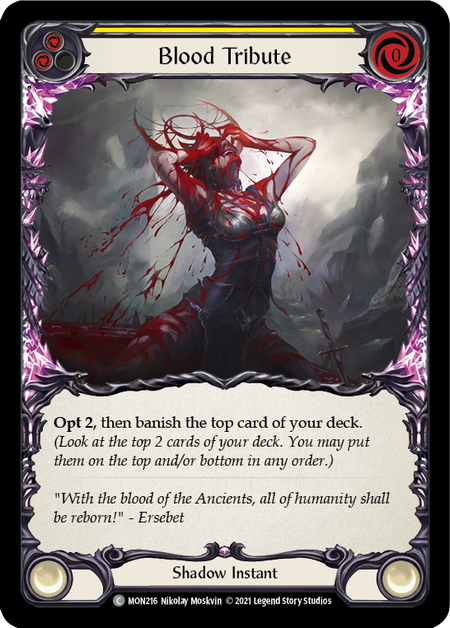 Blood Tribute
0
Opt 2, then banish the top card of your deck.
(Look at the top 2 cards of your deck. You may put
them on the top and/or bottom in any order.)
"With the blood of the Ancients, all of humanity shall
be reborn!" - Ersebet
Shadow Instant
C MON216 Nikolay Moskvin © 2021 Legend Story Studios